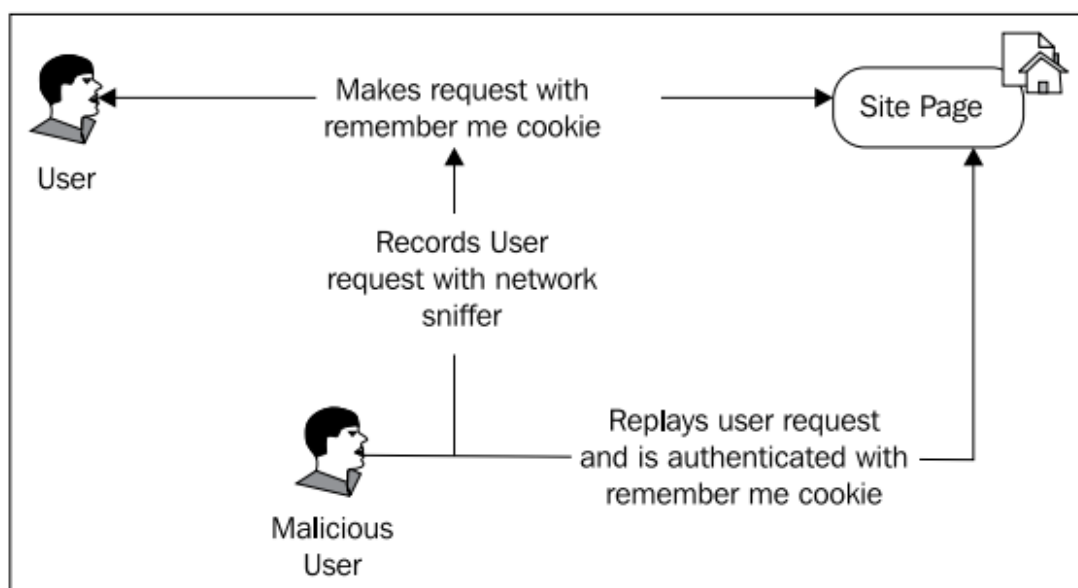 Makes request with
remember me cookie
Site Page
User
Records User
request with network
sniffer
Replays user request
and is authenticated with
remember me cookie
Malicious
User